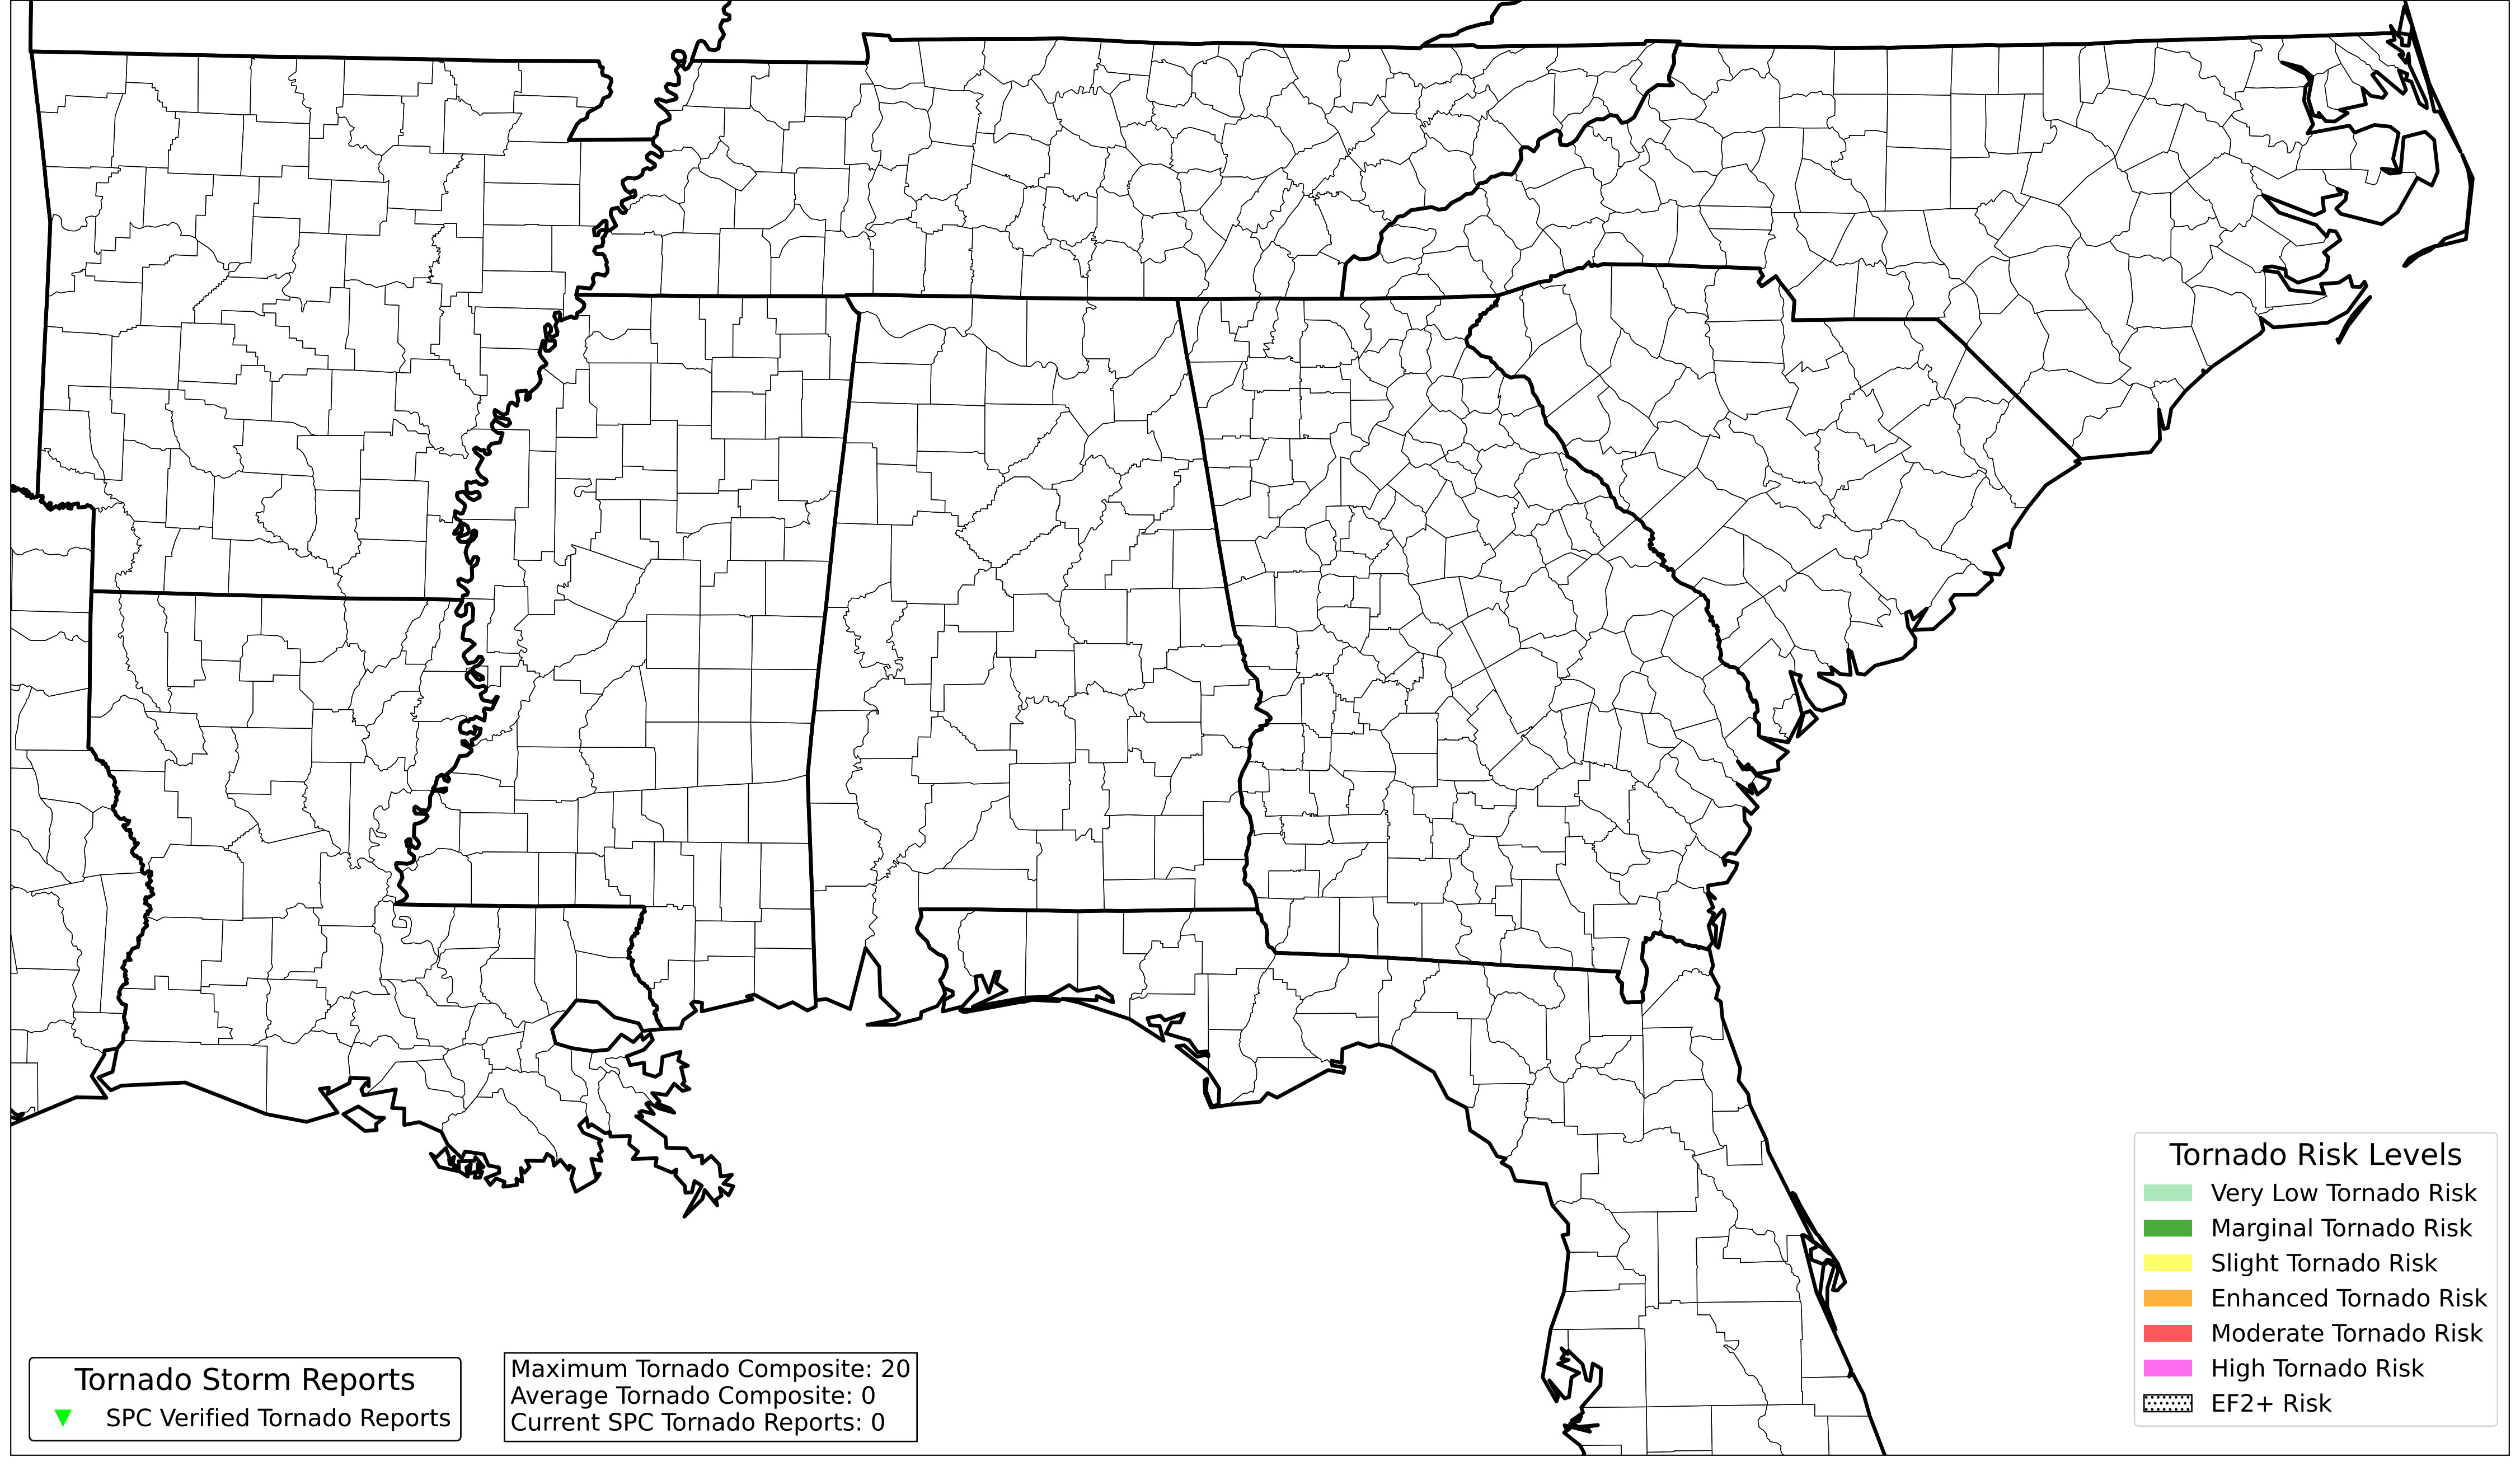 Tornado Risk Levels
Very Low Tornado Risk
Marginal Tornado Risk
Slight Tornado Risk
Enhanced Tornado Risk
Moderate Tornado Risk
High Tornado Risk
EF2+ Risk
Tornado Storm Reports
SPC Verified Tornado Reports
Maximum Tornado Composite: 20
Average Tornado Composite: 0
Current SPC Tornado Reports: 0